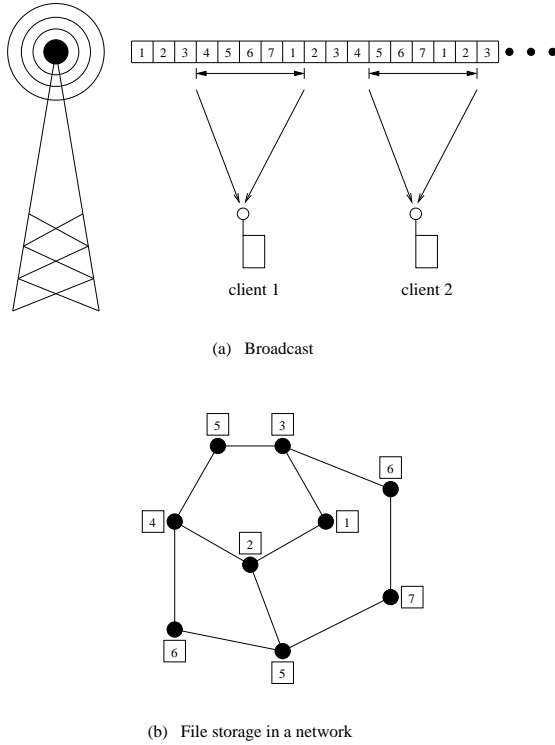 1 2 3 4 5 6 7 1 2 3 4 5 6 7 1 2 3
client 1 client 2
(a) Broadcast
5 3
6
4 1
2
7
6
5
(b) File storage in a network